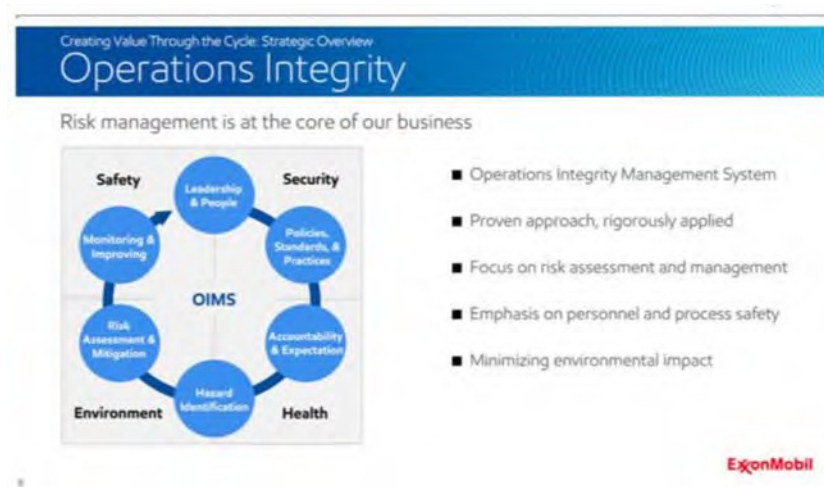 Creating Value Through the Cycle: Strategic Overview
Operations Integrity
Risk management is at the core of our business
Safety
Security
Leadership
& People
Policies,
Standards, &
Practices
Accountability
& Expectation
Hazard
Identification
Risk
Assessment &
Mitigation
Monitoring &
Improving
OIMS
Environment
Health
■ Operations Integrity Management System
■ Proven approach, rigorously applied
■ Focus on risk assessment and management
■ Emphasis on personnel and process safety
■ Minimizing environmental impact
ExxonMobil